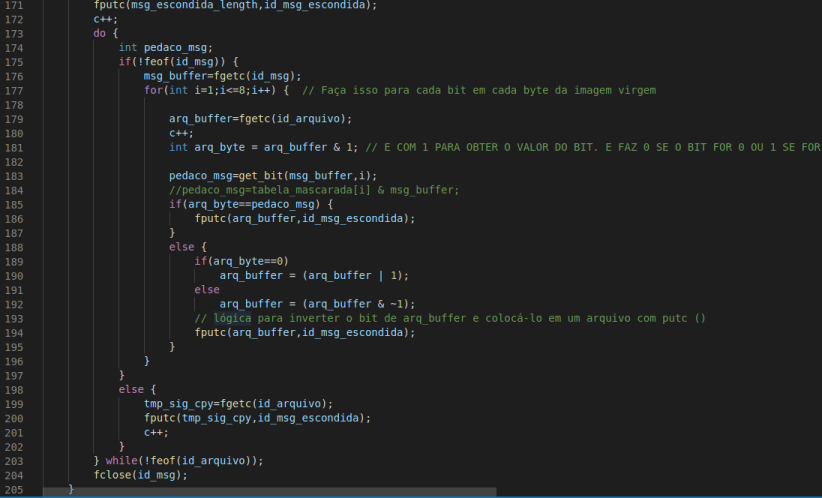 171 fputc(msg_escondida_length,id_msg_escondida);
172 c++;
173 do {
174 int pedaco_msg;
175 if(!feof(id_msg)) {
176 msg_buffer=fgetc(id_msg);
177 for(int i=1;i<=8;i++) { // Faça isso para cada bit em cada byte da imagem virgem
178
179 arq_buffer=fgetc(id_arquivo);
180 c++;
181 int arq_byte = arq_buffer & 1; // E COM 1 PARA OBTER O VALOR DO BIT. E FAZ 0 SE O BIT FOR 0 OU 1 SE FOR
182
183 pedaco_msg=get_bit(msg_buffer,i);
184 //pedaco_msg=tabela_mascarada[i] & msg_buffer;
185 if(arq_byte==pedaco_msg) {
186 fputc(arq_buffer,id_msg_escondida);
187 }
188 else {
189 if(arq_byte==0)
190 arq_buffer = (arq_buffer | 1);
191 else
192 arq_buffer = (arq_buffer & ~1);
193 // lógica para inverter o bit de arq_buffer e colocá-lo em um arquivo com putc ()
194 fputc(arq_buffer,id_msg_escondida);
195 }
196 }
197 }
198 else {
199 tmp_sig_cpy=fgetc(id_arquivo);
200 fputc(tmp_sig_cpy,id_msg_escondida);
201 c++;
202 }
203 } while(!feof(id_arquivo));
204 fclose(id_msg);
205 }